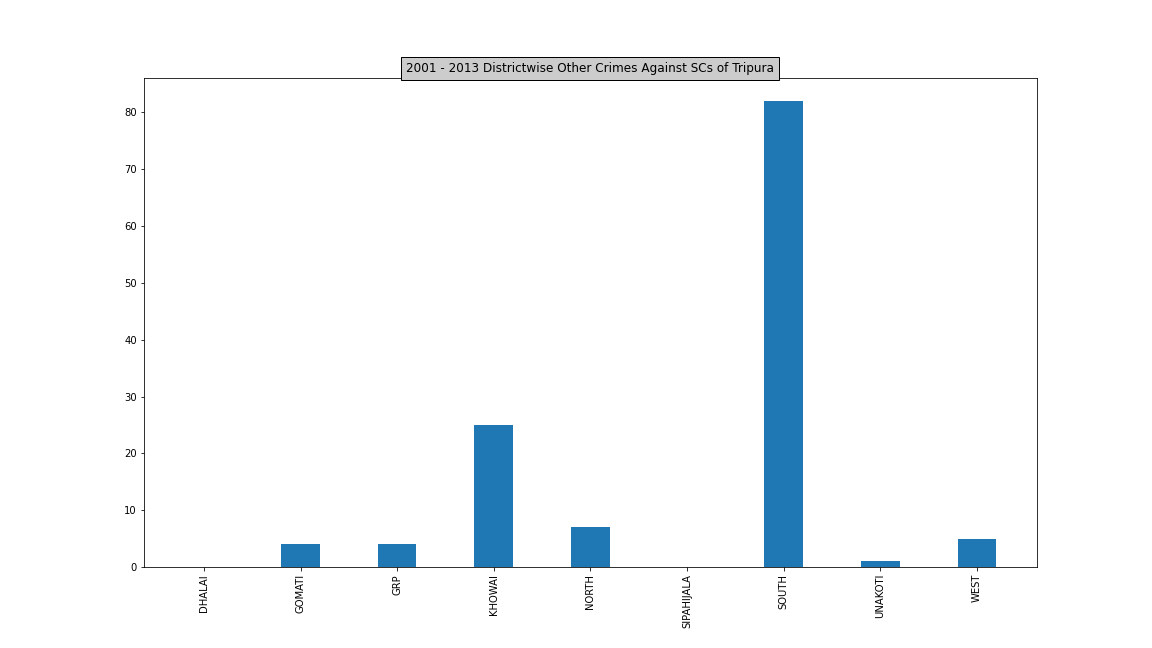 2001 - 2013 Districtwise Other Crimes Against SCs of Tripura
80
70
60
50
40
30
20
10
0
DHALAI
GOMATI
GRP
KHOWAI
NORTH
SIPAHIJALA
SOUTH
UNAKOTI
WEST